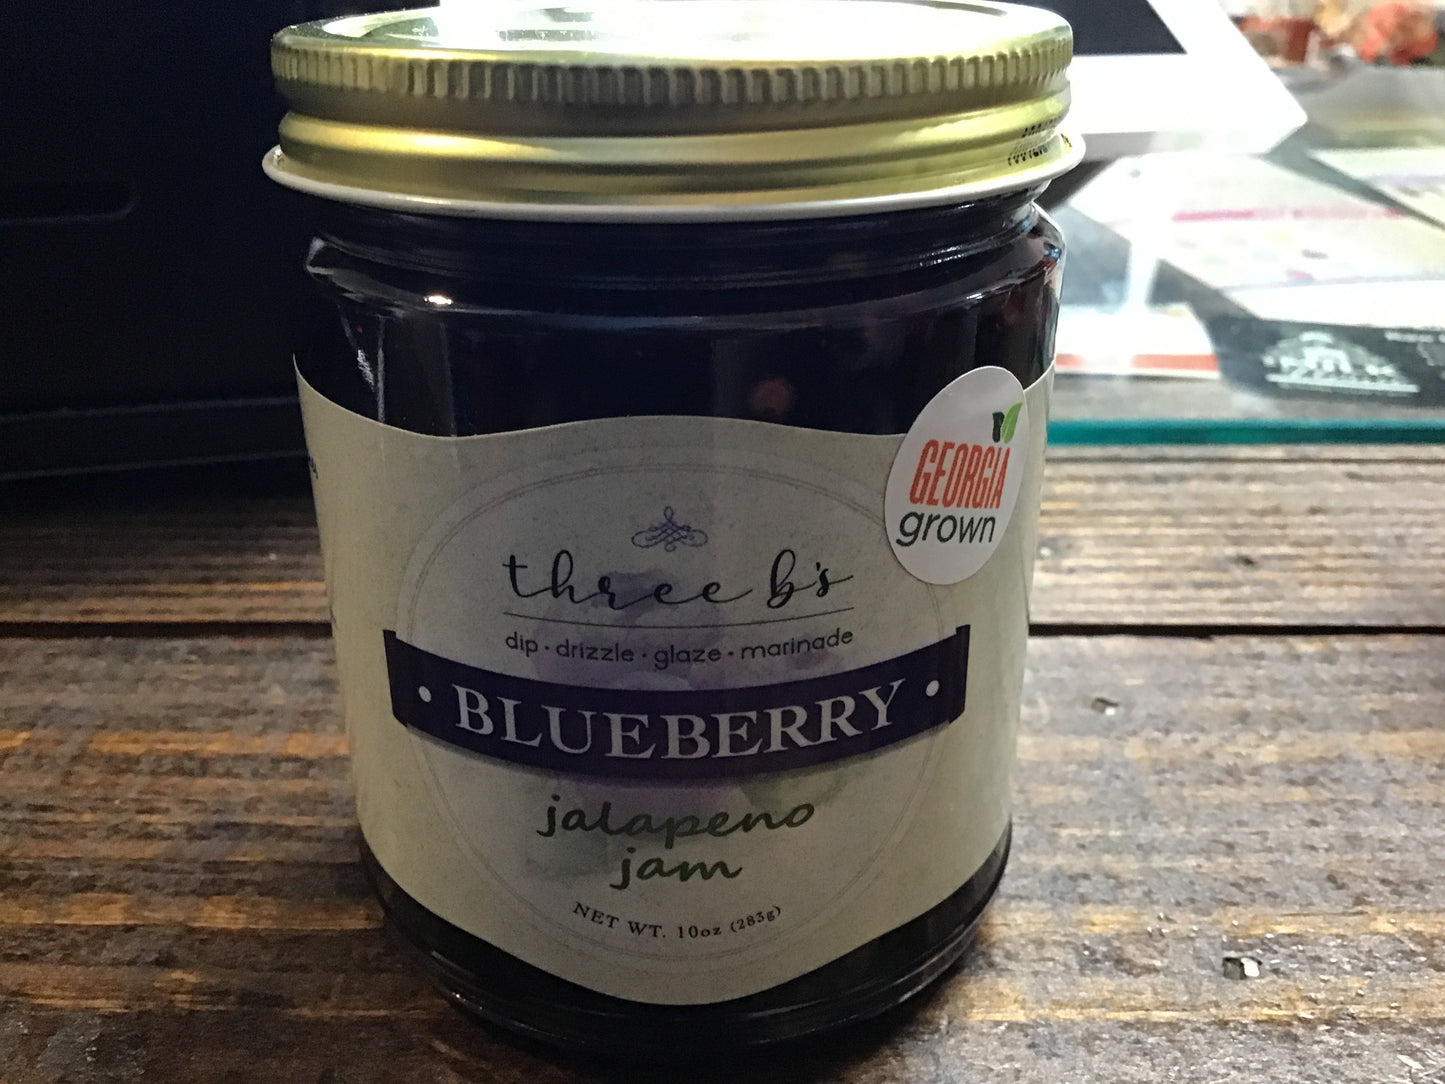 GEORGIA
grown
three b's
dip · drizzle · glaze · marinade
• BLUEBERRY •
jalapeno
jam
NET WT. 10oz (283g)